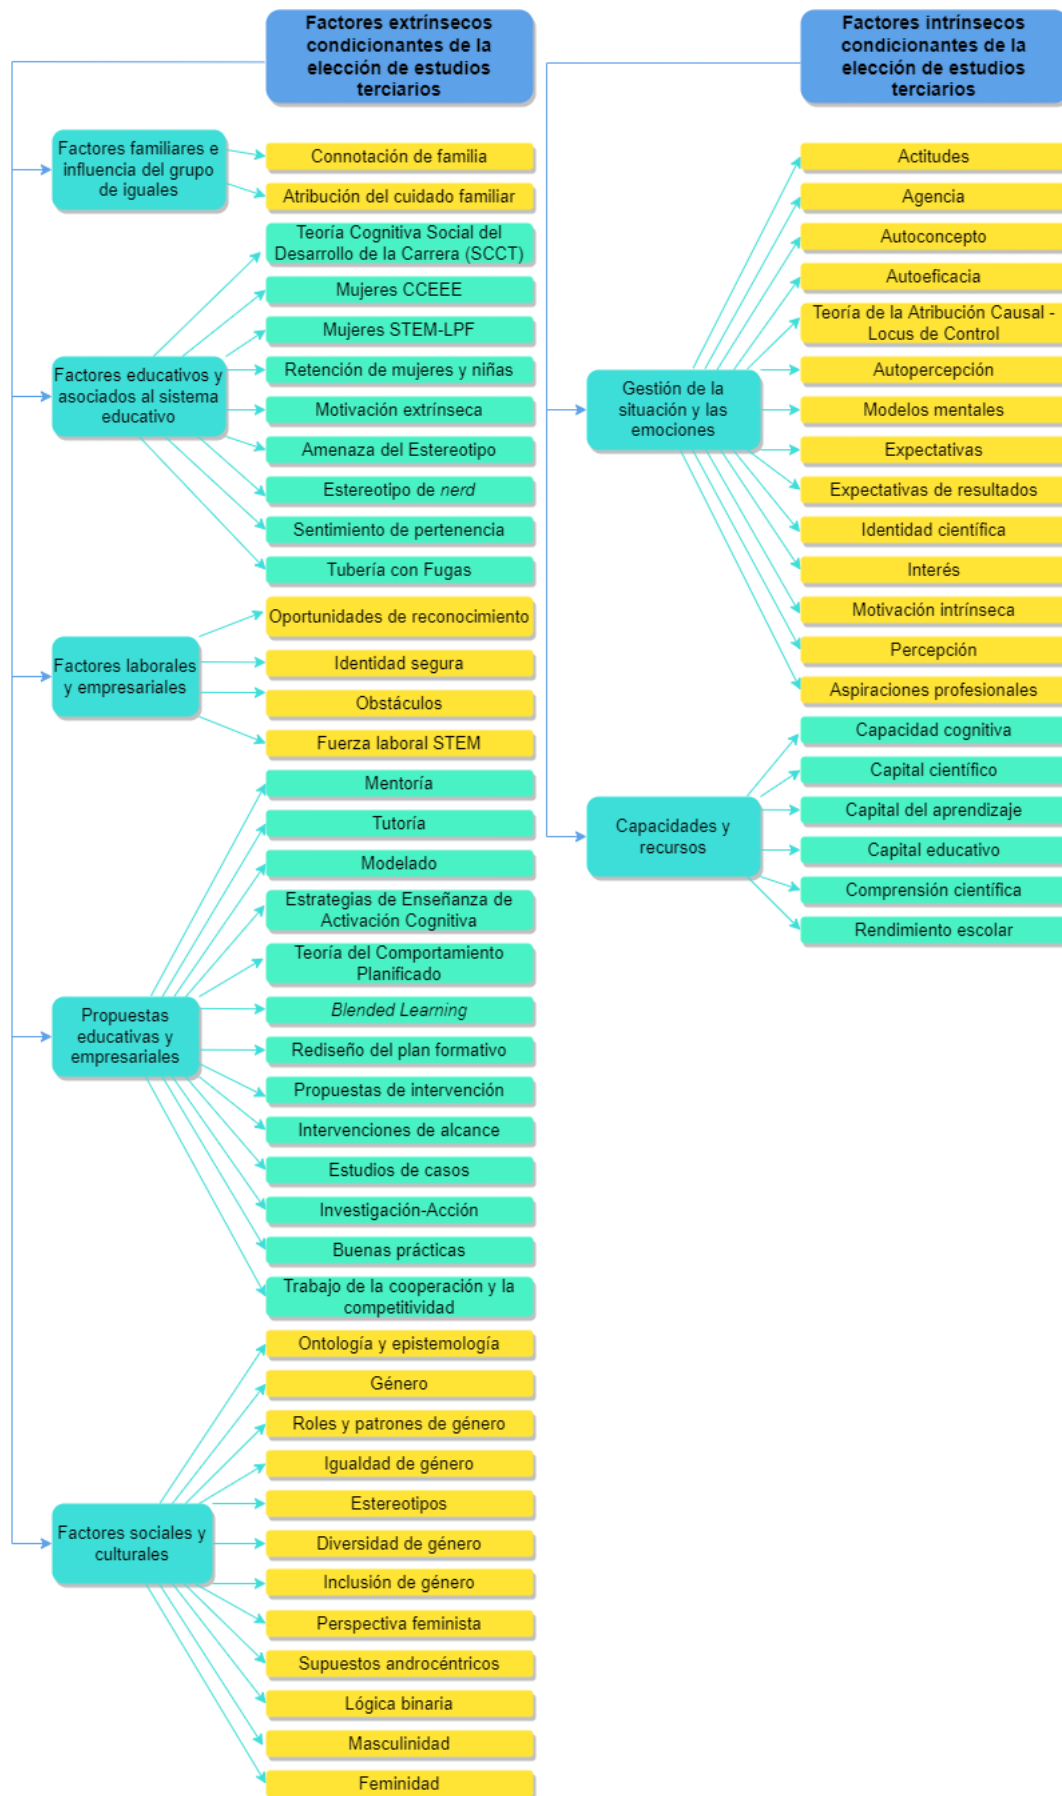 Factores extrínsecos
condicionantes de la
elección de estudios
terciarios
Factores familiares e
influencia del grupo
de iguales
Connotación de familia
Atribución del cuidado familiar
Factores educativos y
asociados al sistema
educativo
Teoría Cognitiva Social del
Desarrollo de la Carrera (SCCT)
Mujeres CCEEE
Mujeres STEM-LPF
Retención de mujeres y niñas
Motivación extrínseca
Amenaza del Estereotipo
Estereotipo de nerd
Sentimiento de pertenencia
Tubería con Fugas
Factores laborales
y empresariales
Oportunidades de reconocimiento
Identidad segura
Obstáculos
Fuerza laboral STEM
Propuestas
educativas y
empresariales
Mentoría
Tutoría
Modelado
Estrategias de Enseñanza de
Activación Cognitiva
Teoría del Comportamiento
Planificado
Blended Learning
Rediseño del plan formativo
Propuestas de intervención
Intervenciones de alcance
Estudios de casos
Investigación-Acción
Buenas prácticas
Trabajo de la cooperación y la
competitividad
Factores sociales y
culturales
Ontología y epistemología
Género
Roles y patrones de género
Igualdad de género
Estereotipos
Diversidad de género
Inclusión de género
Perspectiva feminista
Supuestos androcéntricos
Lógica binaria
Masculinidad
Feminidad
Factores intrínsecos
condicionantes de la
elección de estudios
terciarios
Gestión de la
situación y las
emociones
Actitudes
Agencia
Autoconcepto
Autoeficacia
Teoría de la Atribución Causal -
Locus de Control
Autopercepción
Modelos mentales
Expectativas
Expectativas de resultados
Identidad científica
Interés
Motivación intrínseca
Percepción
Aspiraciones profesionales
Capacidades y
recursos
Capacidad cognitiva
Capital científico
Capital del aprendizaje
Capital educativo
Comprensión científica
Rendimiento escolar